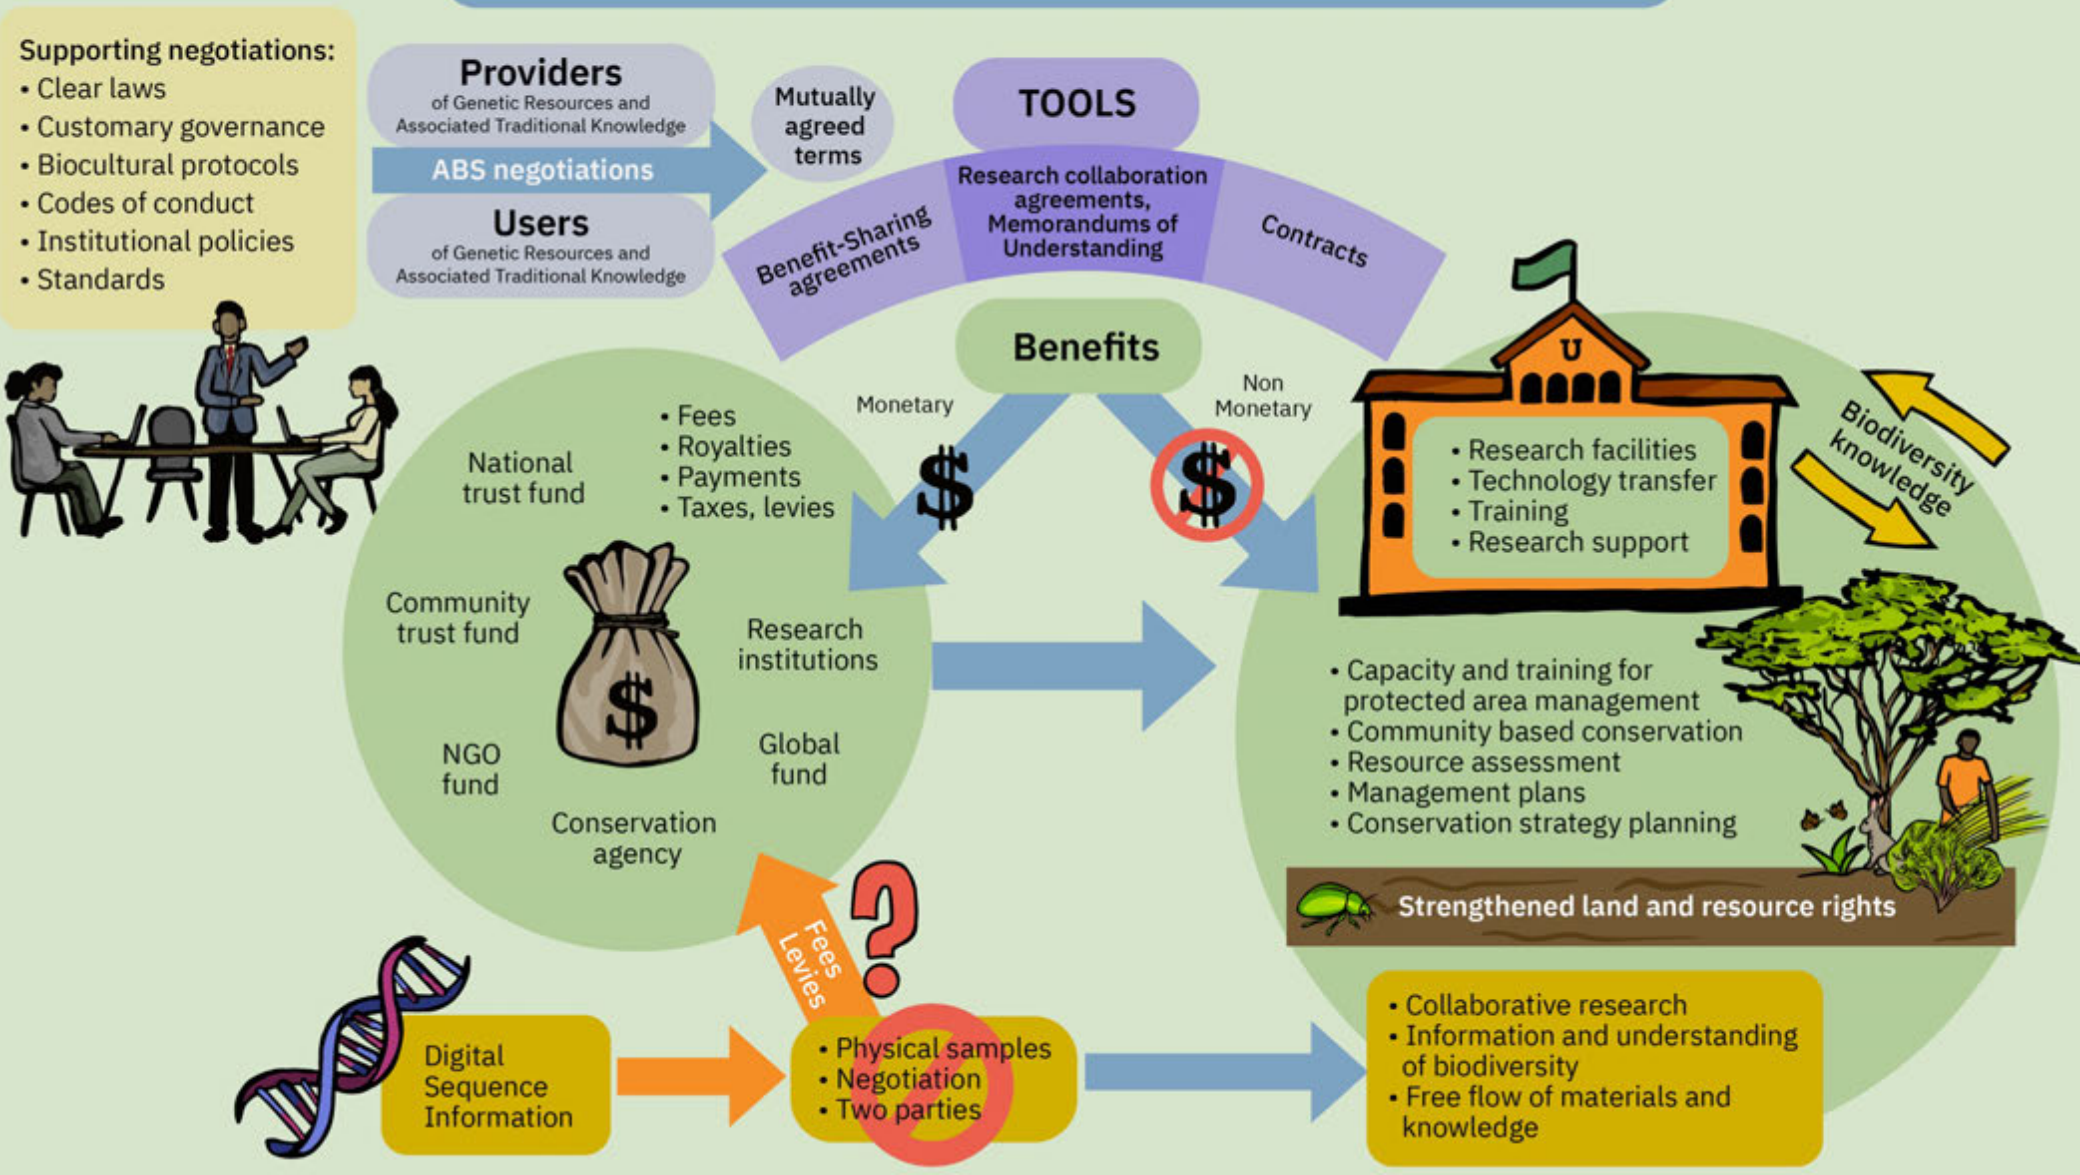 Supporting negotiations:
• Clear laws
• Customary governance
• Biocultural protocols
• Codes of conduct
• Institutional policies
• Standards
Providers
of Genetic Resources and
Associated Traditional Knowledge
ABS negotiations
Users
of Genetic Resources and
Associated Traditional Knowledge
Mutually
agreed
terms
TOOLS
Benefit-Sharing
agreements
Research collaboration
agreements,
Memorandums of
Understanding
Contracts
Benefits
Monetary
$
Non
Monetary
$
• Fees
• Royalties
• Payments
• Taxes, levies
National
trust fund
Community
trust fund
$
Research
institutions
NGO
fund
Global
fund
Conservation
agency
U
• Research facilities
• Technology transfer
• Training
• Research support
Biodiversity
knowledge
• Capacity and training for
protected area management
• Community based conservation
• Resource assessment
• Management plans
• Conservation strategy planning
Strengthened land and resource rights
Fees
Levies
?
Digital
Sequence
Information
• Physical samples
• Negotiation
• Two parties
• Collaborative research
• Information and understanding
of biodiversity
• Free flow of materials and
knowledge